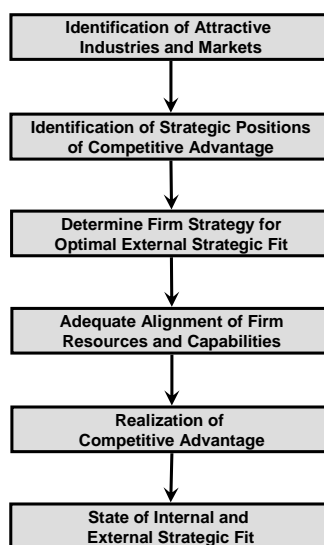 Identification of Attractive
Industries and Markets
Identification of Strategic Positions
of Competitive Advantage
Determine Firm Strategy for
Optimal External Strategic Fit
Adequate Alignment of Firm
Resources and Capabilities
Realization of
Competitive Advantage
State of Internal and
External Strategic Fit